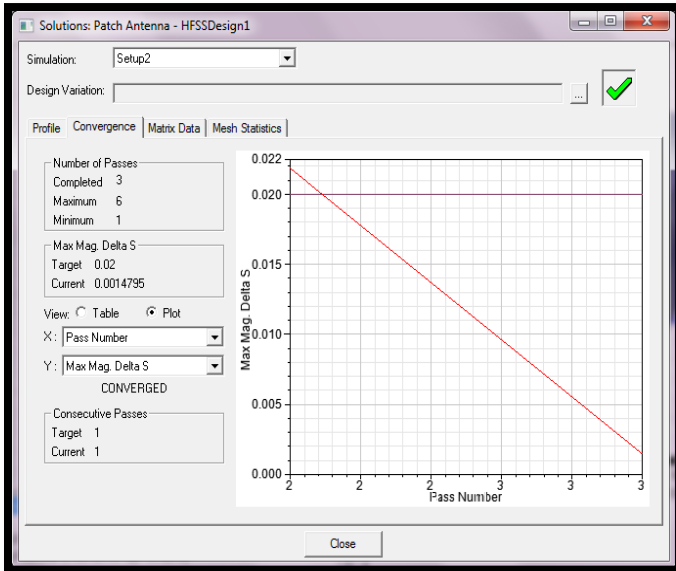 Solutions: Patch Antenna - HFSSDesign1
Simulation: Setup2
Design Variation: ...
Profile Convergence Matrix Data Mesh Statistics
Number of Passes
Completed 3
Maximum 6
Minimum 1
Max Mag. Delta S
Target 0.02
Current 0.0014795
View: Table Plot
X: Pass Number
Y: Max Mag. Delta S
CONVERGED
Consecutive Passes
Target 1
Current 1
0.022
0.020
0.015
0.010
0.005
0.000
Max Mag. Delta S
2 2 2 3 3 3
Pass Number
Close